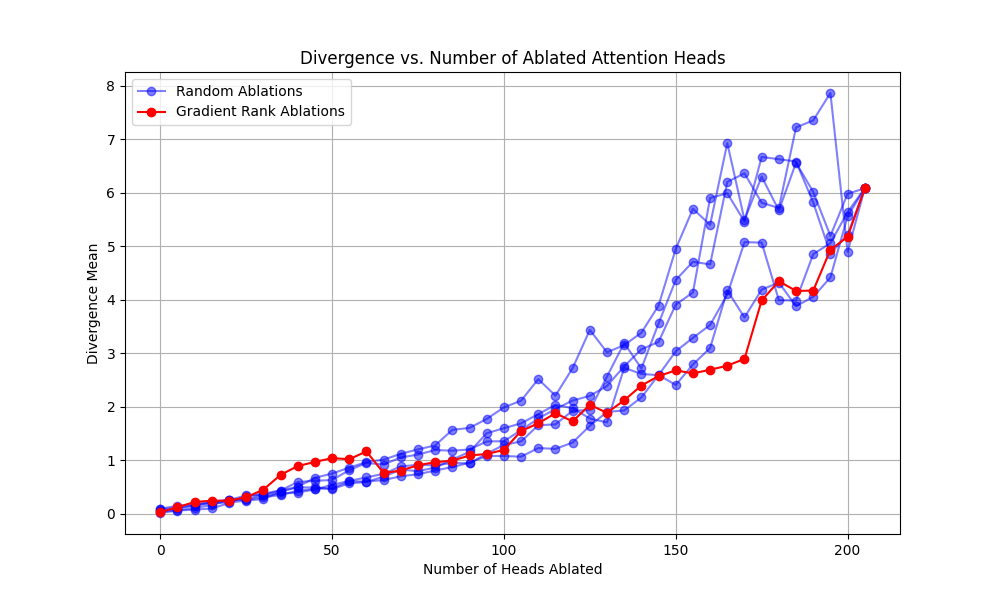 Divergence vs. Number of Ablated Attention Heads
Random Ablations
Gradient Rank Ablations
Divergence Mean
8
7
6
5
4
3
2
1
0
0 50 100 150 200
Number of Heads Ablated